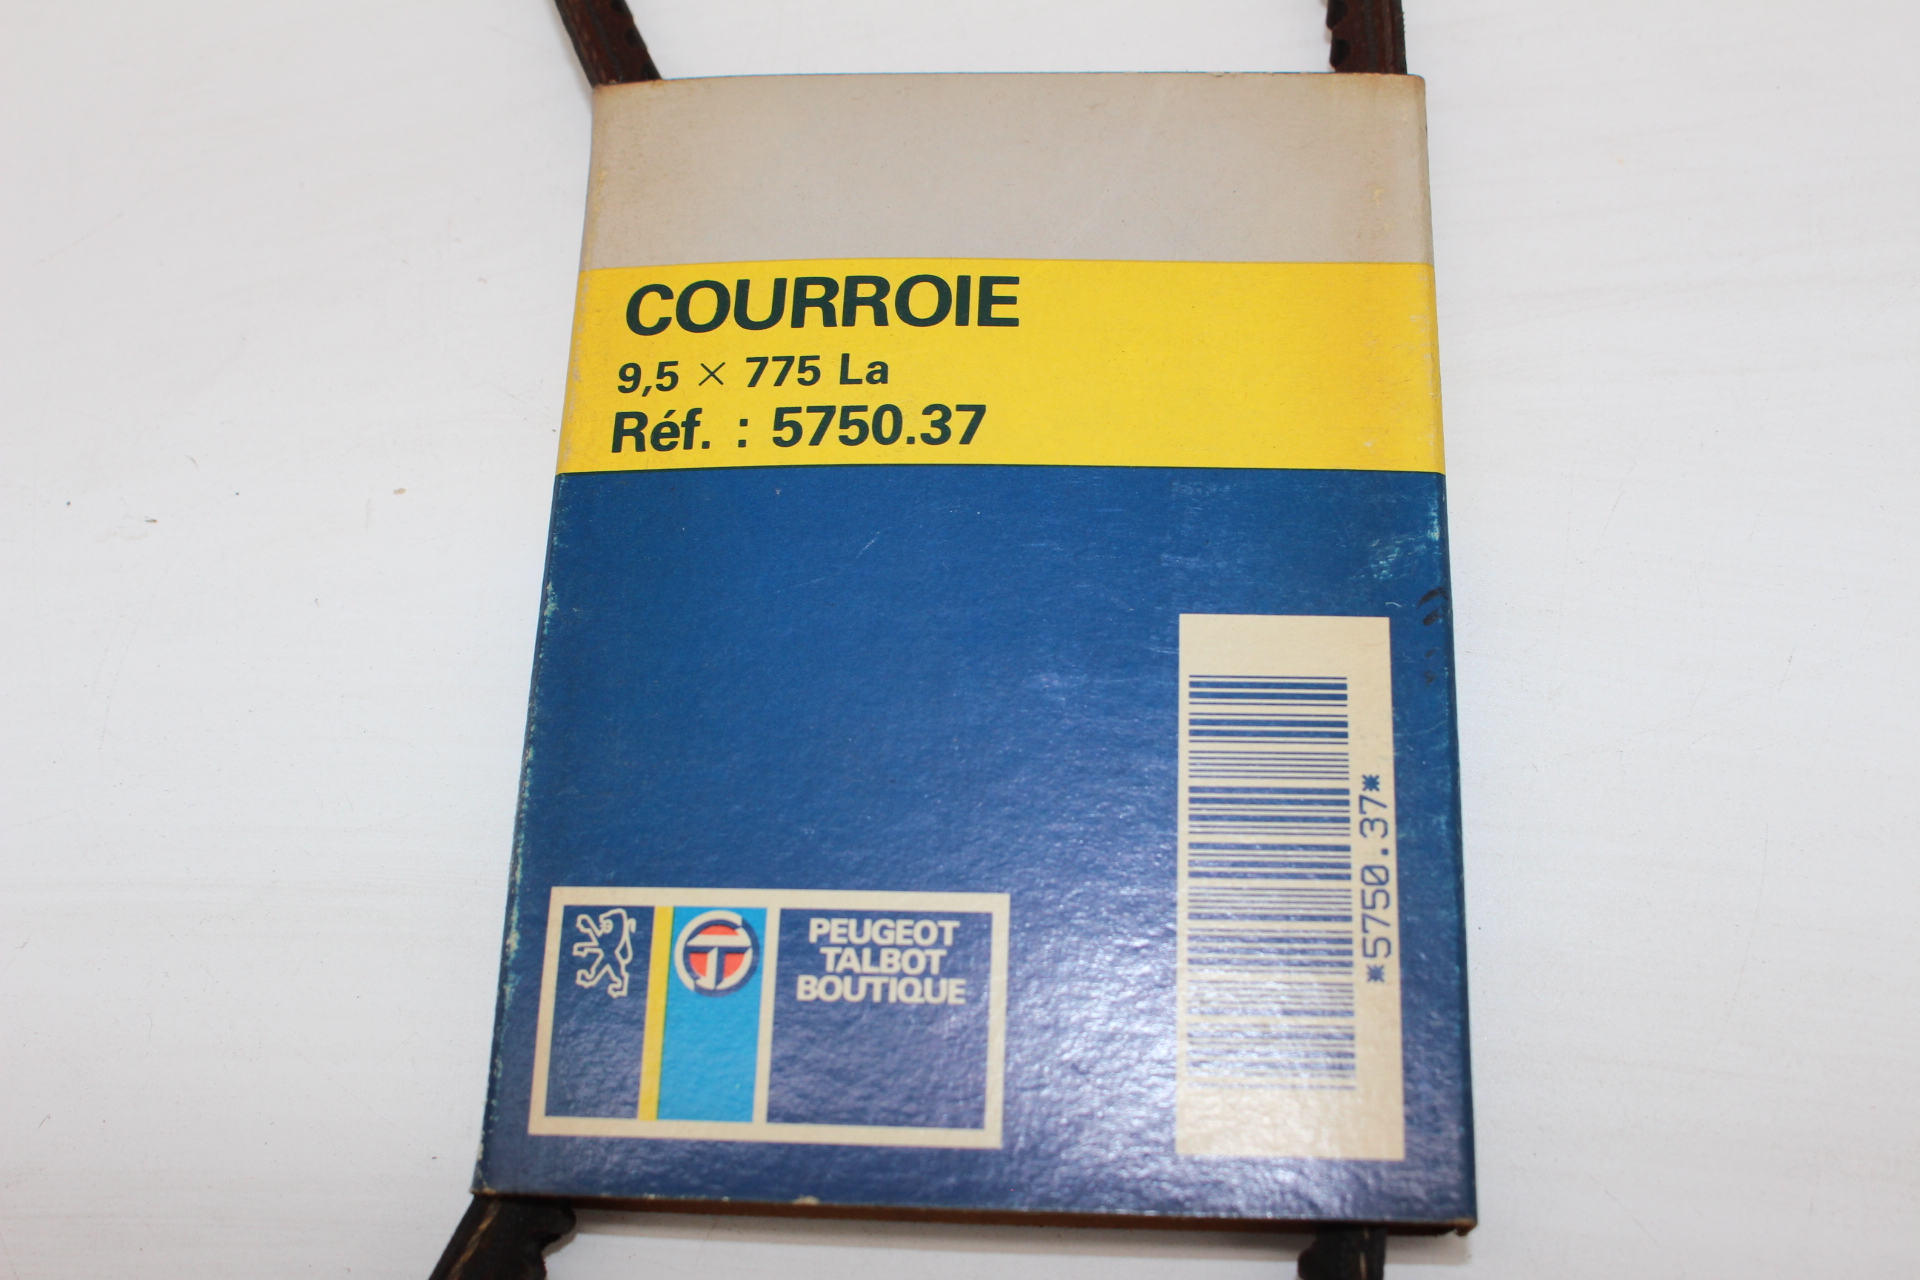 COURROIE
9,5 × 775 La
Réf. : 5750.37
*5750.37*
PEUGEOT
TALBOT
BOUTIQUE